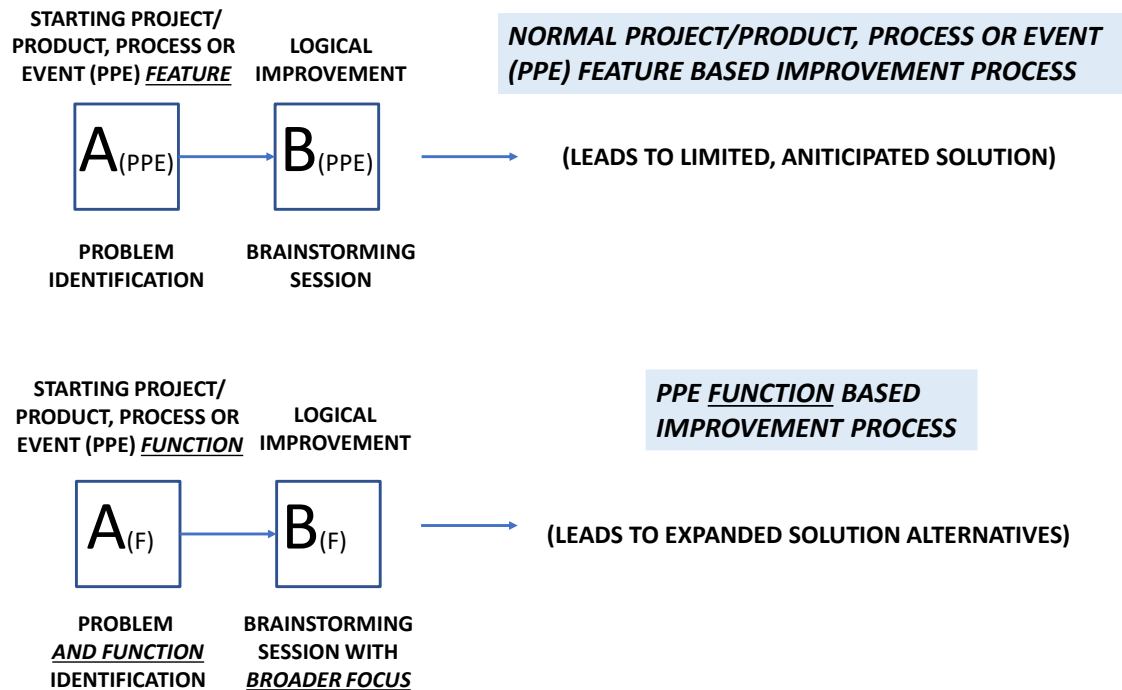 STARTING PROJECT/
PRODUCT, PROCESS OR
EVENT (PPE) FEATURE
LOGICAL
IMPROVEMENT
NORMAL PROJECT/PRODUCT, PROCESS OR EVENT
(PPE) FEATURE BASED IMPROVEMENT PROCESS
A(PPE)
B(PPE)
(LEADS TO LIMITED, ANITICIPATED SOLUTION)
PROBLEM
IDENTIFICATION
BRAINSTORMING
SESSION
STARTING PROJECT/
PRODUCT, PROCESS OR
EVENT (PPE) FUNCTION
LOGICAL
IMPROVEMENT
PPE FUNCTION BASED
IMPROVEMENT PROCESS
A(F)
B(F)
(LEADS TO EXPANDED SOLUTION ALTERNATIVES)
PROBLEM
AND FUNCTION
IDENTIFICATION
BRAINSTORMING
SESSION WITH
BROADER FOCUS